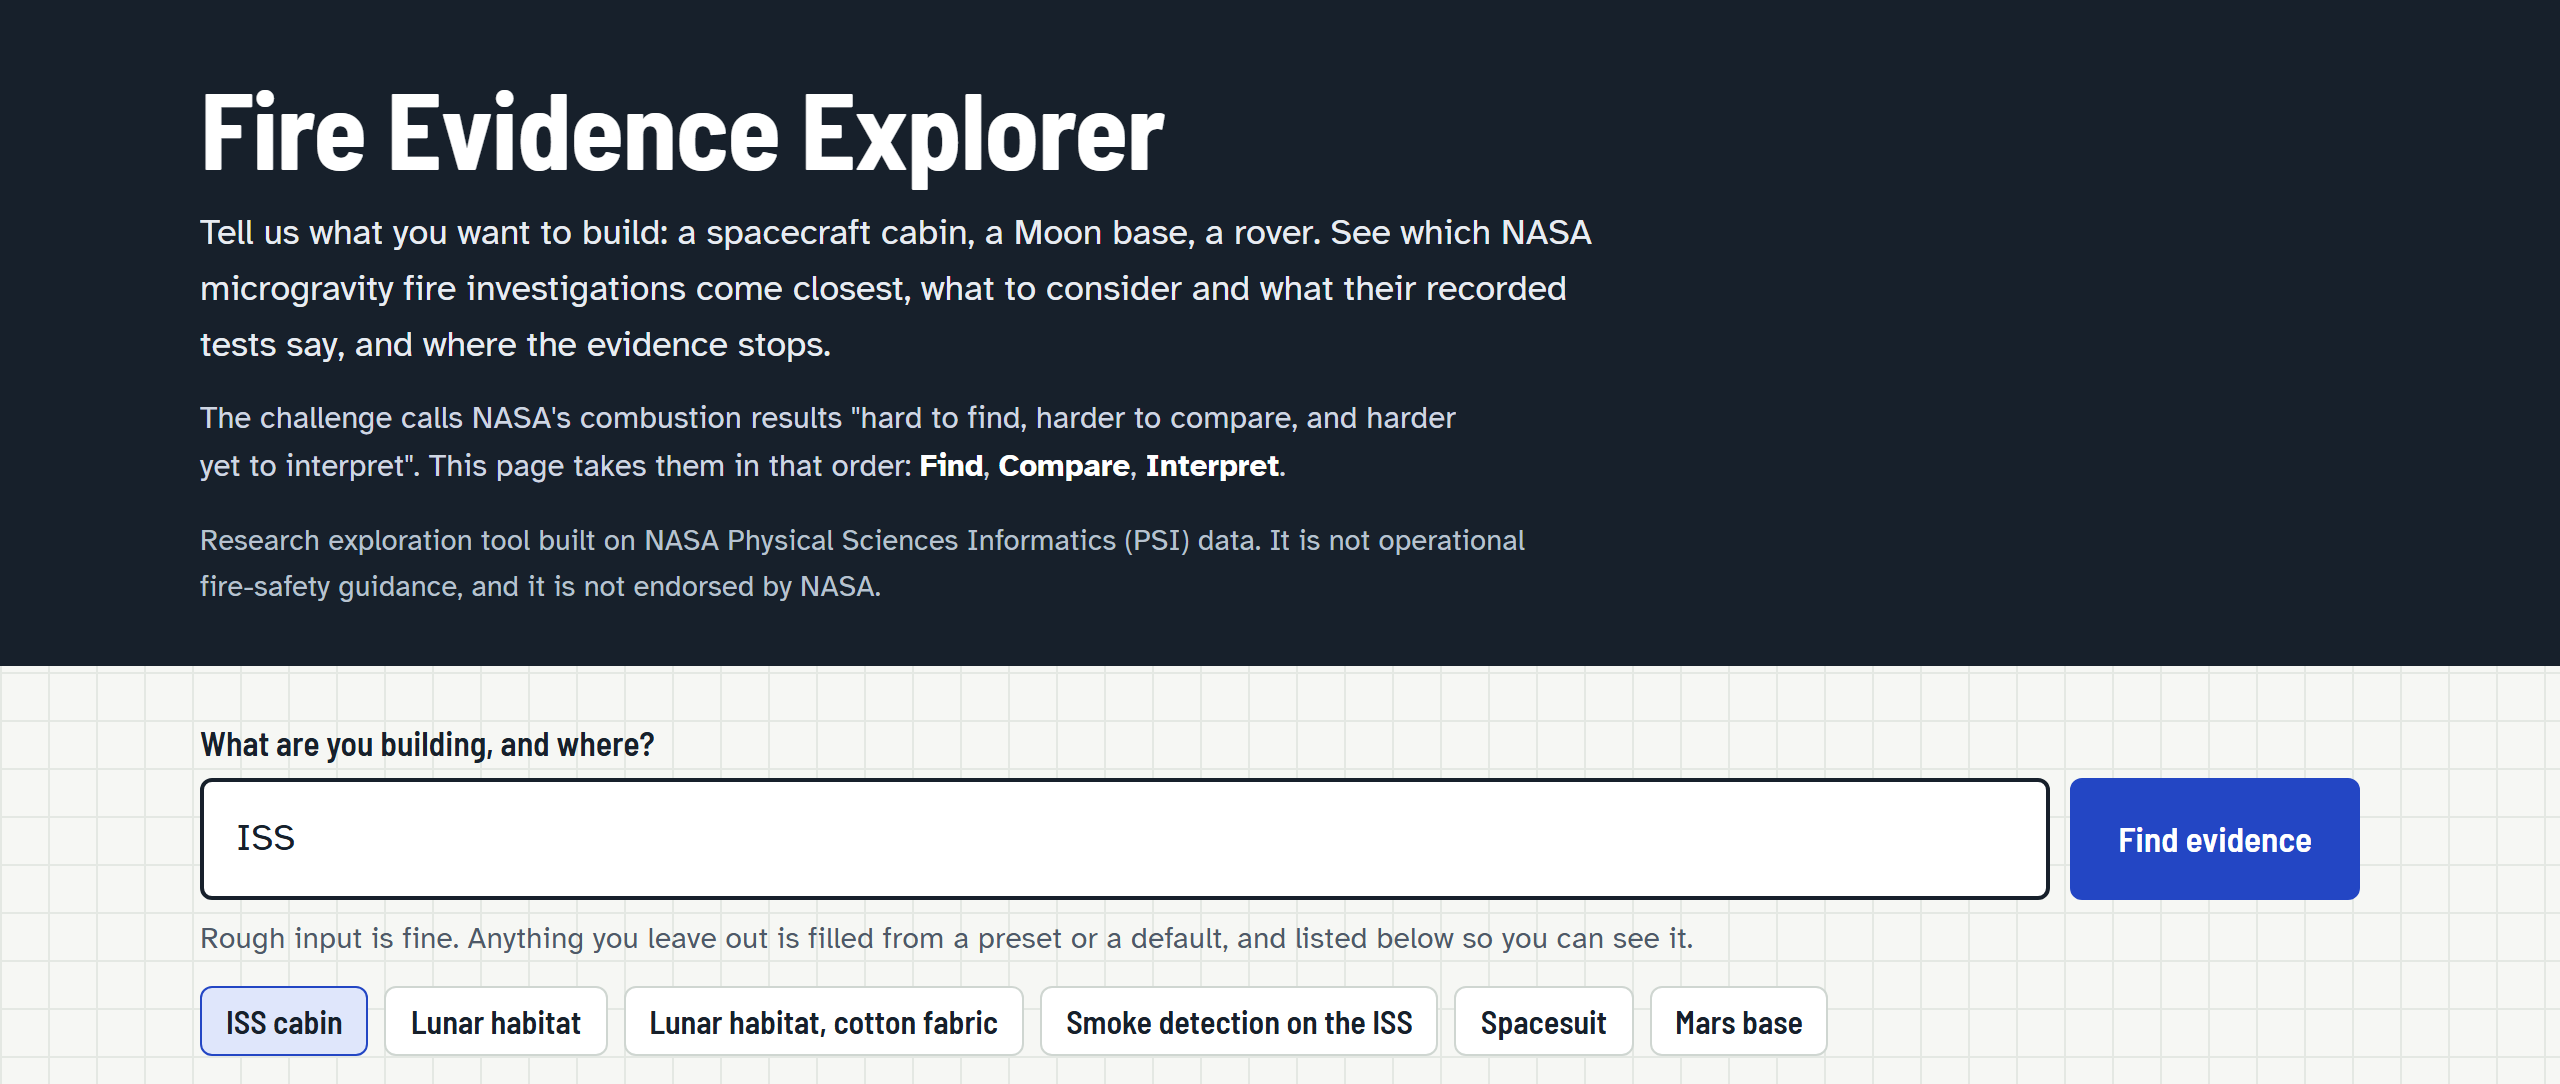 Fire Evidence Explorer
Tell us what you want to build: a spacecraft cabin, a Moon base, a rover. See which NASA
microgravity fire investigations come closest, what to consider and what their recorded
tests say, and where the evidence stops.
The challenge calls NASA's combustion results "hard to find, harder to compare, and harder
yet to interpret". This page takes them in that order: Find, Compare, Interpret.
Research exploration tool built on NASA Physical Sciences Informatics (PSI) data. It is not operational
fire-safety guidance, and it is not endorsed by NASA.
What are you building, and where?
ISS
Find evidence
Rough input is fine. Anything you leave out is filled from a preset or a default, and listed below so you can see it.
ISS cabin
Lunar habitat
Lunar habitat, cotton fabric
Smoke detection on the ISS
Spacesuit
Mars base